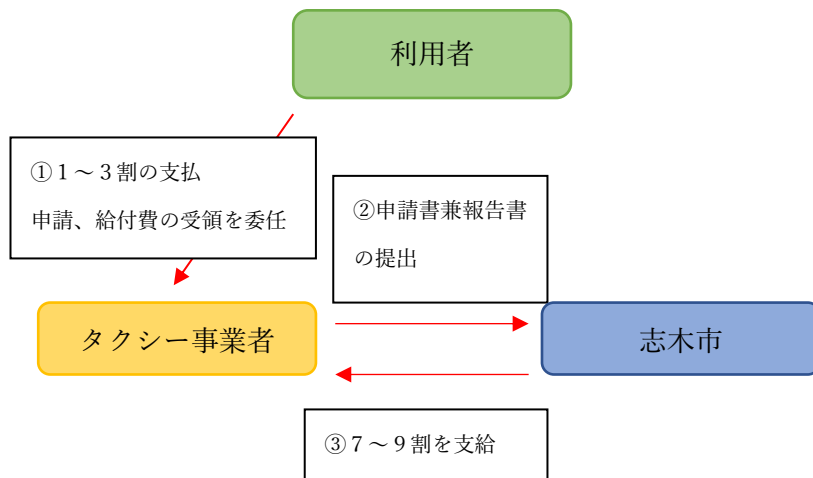 利用者
①１～３割の支払
申請、給付費の受領を委任
②申請書兼報告書
の提出
タクシー事業者
志木市
③７～９割を支給